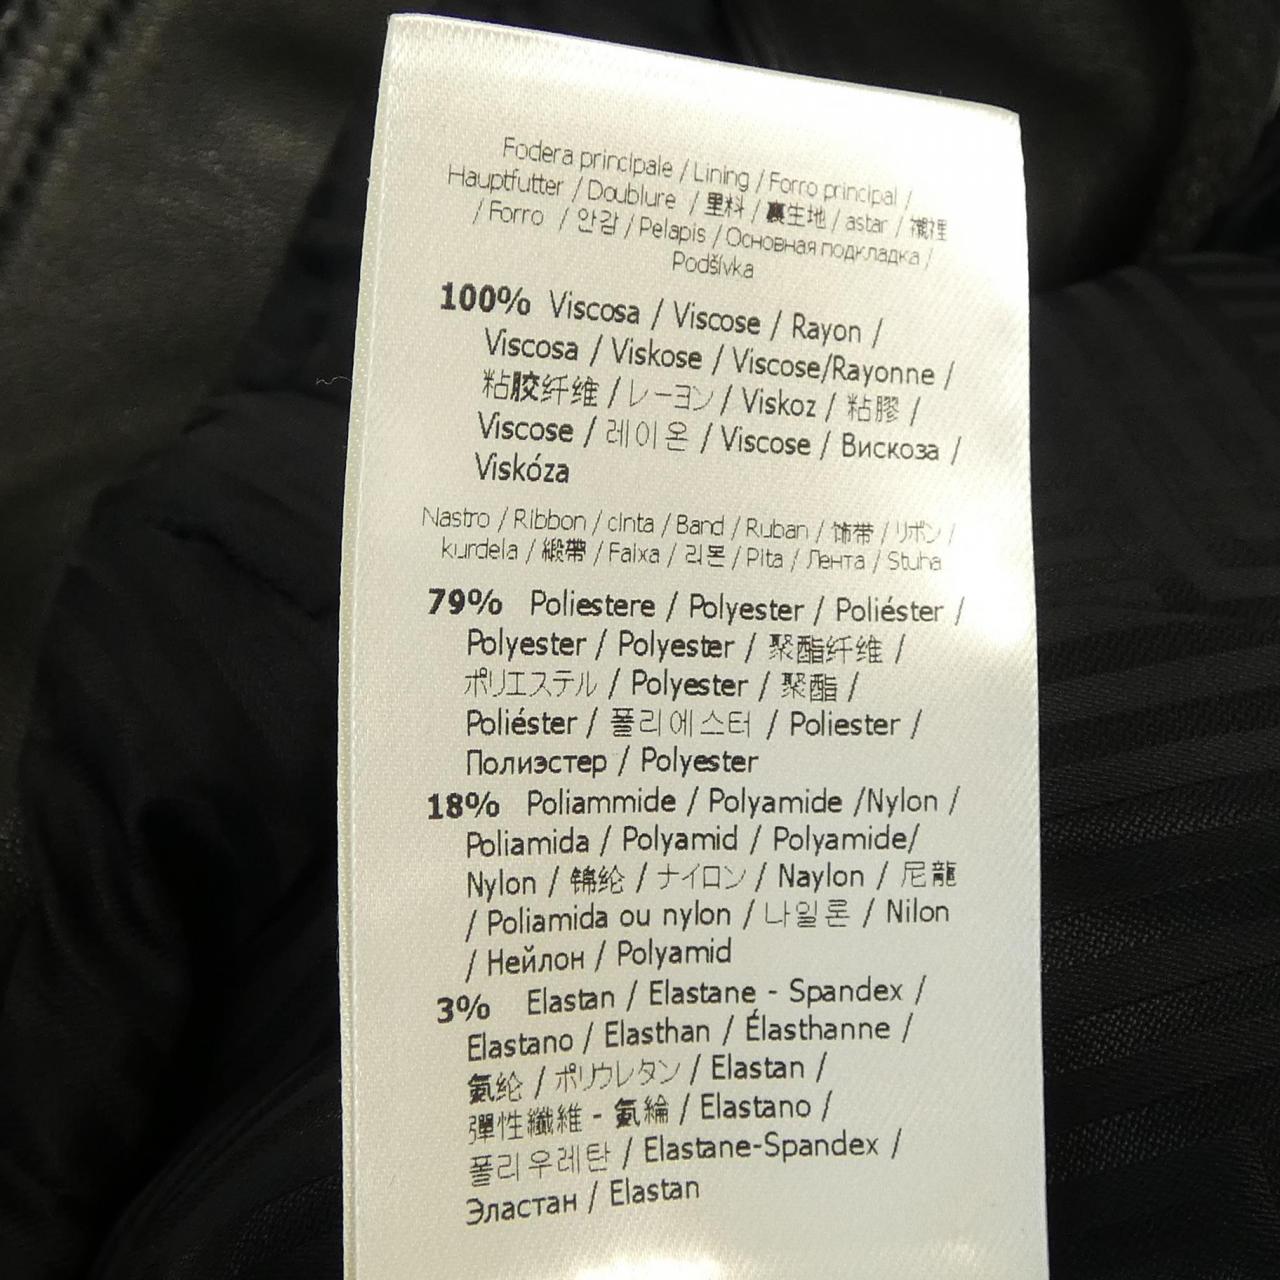 Fodera principale / Lining / Forro principal /
Hauptfutter / Doublure / 里料 / 裏生地 / astar / 襯裡
/ Forro / 안감 / Pelapis / Основная подкладка /
Podšívka
100% Viscosa / Viscose / Rayon /
Viscosa / Viskose / Viscose/Rayonne /
粘胶纤维 / レーヨン / Viskoz / 粘膠 /
Viscose / 레이온 / Viscose / Вискоза /
Viskóza
Nastro / Ribbon / cinta / Band / Ruban / 饰带 / リボン /
kurdela / 緞帶 / Faixa / 리본 / Pita / Лента / Stuha
79% Poliestere / Polyester / Poliéster /
Polyester / Polyester / 聚酯纤维 /
ポリエステル / Polyester / 聚酯 /
Poliéster / 폴리에스터 / Poliester /
Полиэстер / Polyester
18% Poliammide / Polyamide /Nylon /
Poliamida / Polyamid / Polyamide/
Nylon / 锦纶 / ナイロン / Naylon / 尼龍
/ Poliamida ou nylon / 나일론 / Nilon
/ Нейлон / Polyamid
3% Elastan / Elastane - Spandex /
Elastano / Elasthan / Élasthanne /
氨纶 / ポリウレタン / Elastan /
彈性纖維 - 氨綸 / Elastano /
폴리우레탄 / Elastane-Spandex /
Эластан / Elastan